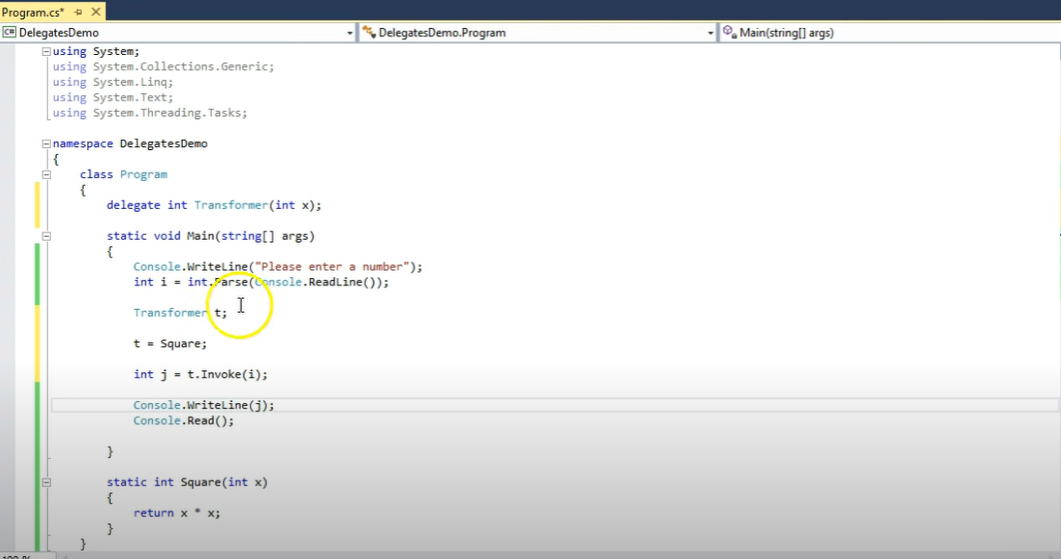 Program.cs*
DelegatesDemo
DelegatesDemo.Program
Main(string[] args)
using System;
using System.Collections.Generic;
using System.Linq;
using System.Text;
using System.Threading.Tasks;
namespace DelegatesDemo
{
class Program
{
delegate int Transformer(int x);
static void Main(string[] args)
{
Console.WriteLine("Please enter a number");
int i = int.Parse(Console.ReadLine());
Transformer t;
t = Square;
int j = t.Invoke(i);
Console.WriteLine(j);
Console.Read();
}
static int Square(int x)
{
return x * x;
}
}